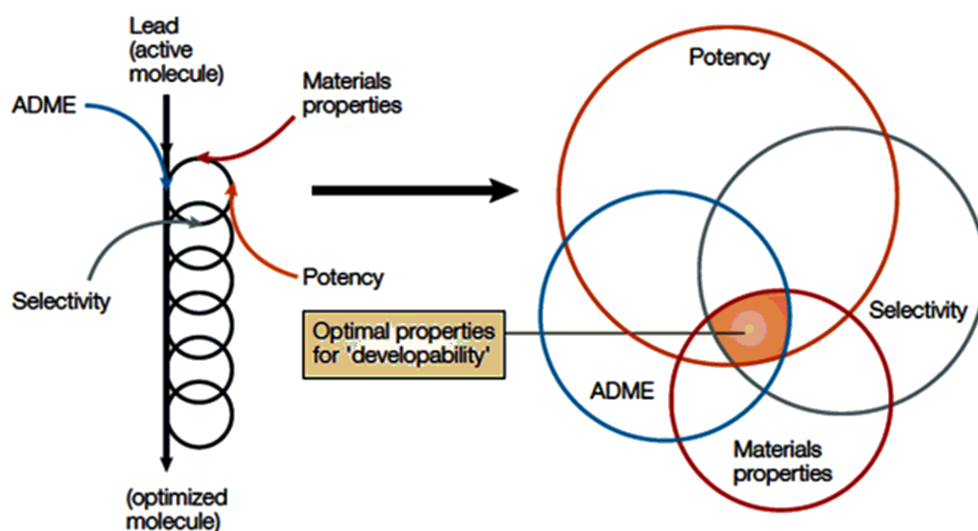 Lead
(active
molecule)
ADME
Materials
properties
Selectivity
Potency
(optimized
molecule)
Potency
Selectivity
Optimal properties
for 'developability'
ADME
Materials
properties